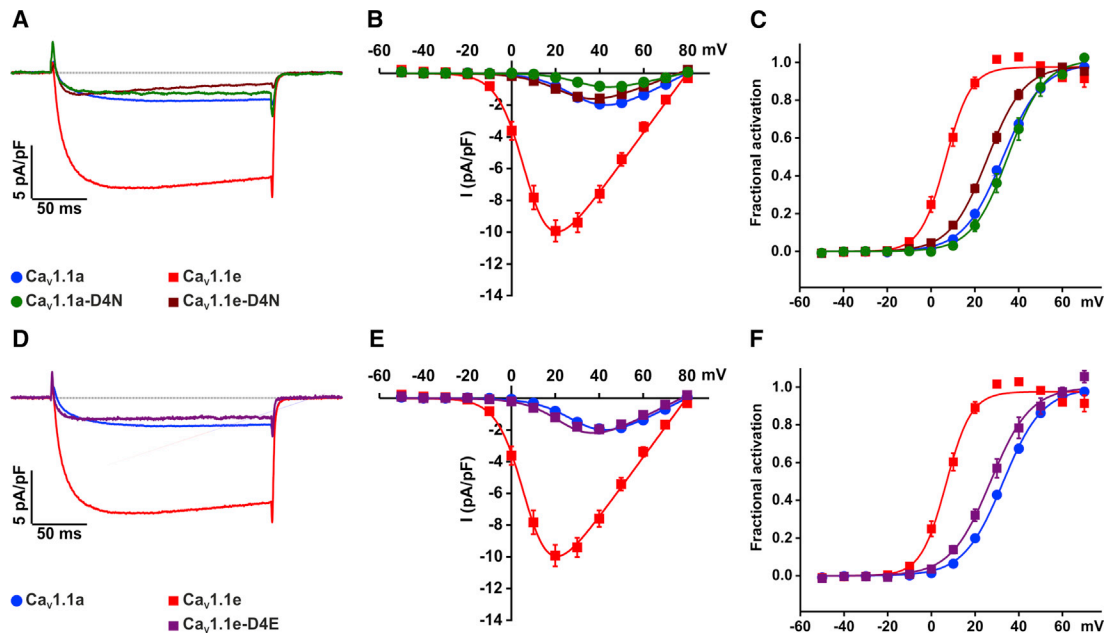 A
B
C
-60 -40 -20 0 20 40 60 80 mV
-2
-4
-6
-8
-10
-12
-14
I (pA/pF)
5 pA/pF
50 ms
Fractional activation
1.0
0.8
0.6
0.4
0.2
0.0
-60 -40 -20 0 20 40 60 mV
Cav1.1a
Cav1.1e
Cav1.1a-D4N
Cav1.1e-D4N
D
E
F
-60 -40 -20 0 20 40 60 80 mV
-2
-4
-6
-8
-10
-12
-14
I (pA/pF)
5 pA/pF
50 ms
Fractional activation
1.0
0.8
0.6
0.4
0.2
0.0
-60 -40 -20 0 20 40 60 mV
Cav1.1a
Cav1.1e
Cav1.1e-D4E